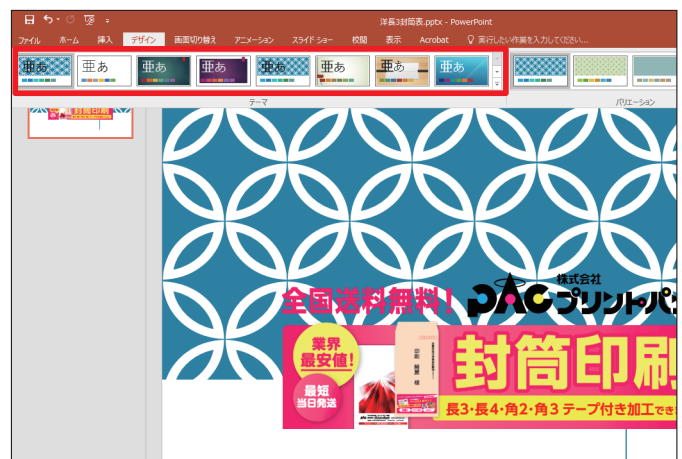 洋長3封筒表.pptx - PowerPoint
ファイル ホーム 挿入 デザイン 画面切り替え アニメーション スライド ショー 校閲 表示 Acrobat 実行したい作業を入力してください...
亜あ 亜あ 亜あ 亜あ 亜あ 亜あ 亜あ 亜あ
テーマ バリエーション
封筒印刷
株式会社
全国送料無料! PAC プリントパ
業界
最安値!
封筒印刷
最短
当日発送
長3・長4・角2・角3 テープ付き加工でき